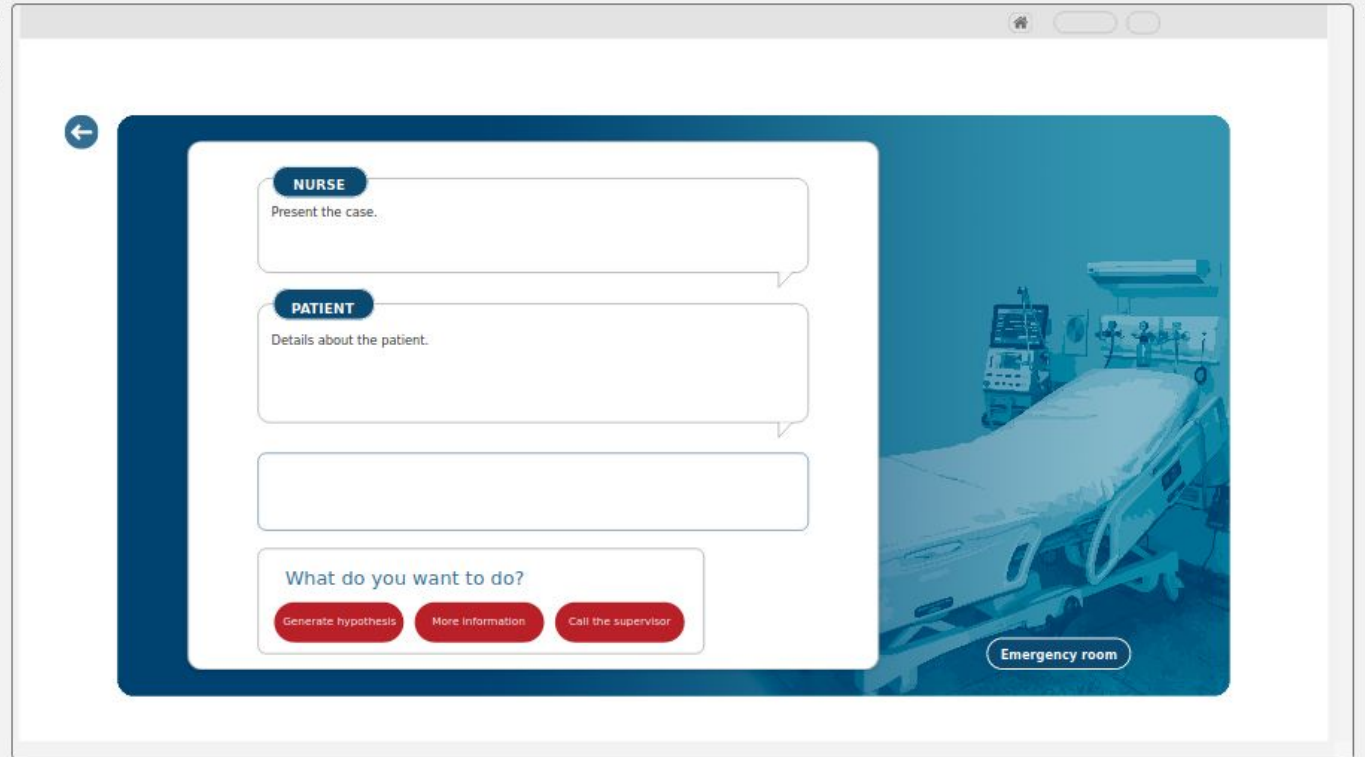 NURSE
Present the case.
PATIENT
Details about the patient.
What do you want to do?
Generate hypothesis
More information
Call the supervisor
Emergency room